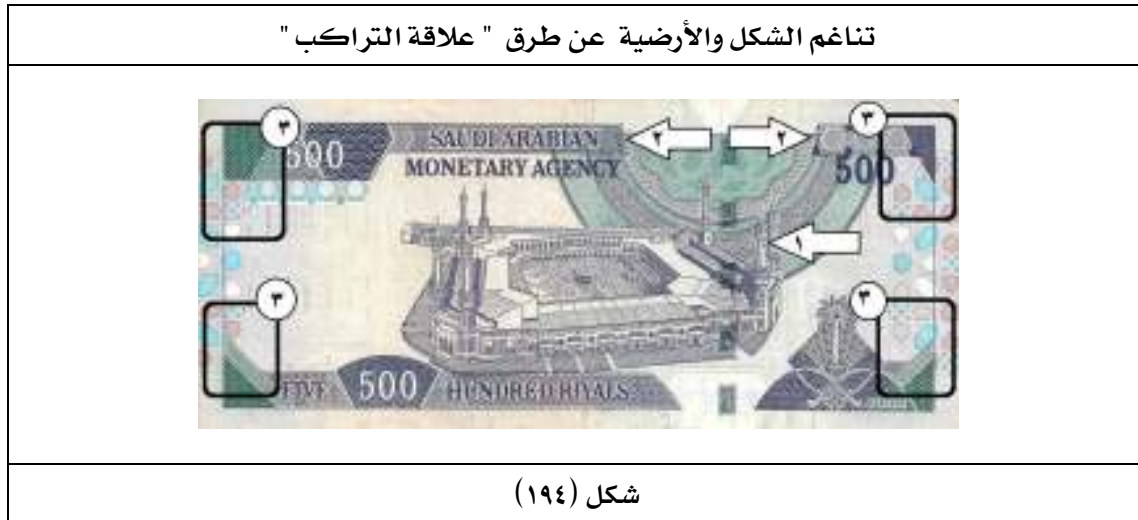 تناغم الشكل والأرضية عن طرق " علاقة التراكب "
٣ ٢ ٢ ٣
500 SAUDI ARABIAN 500
MONETARY AGENCY
١
٣ ٣
FIVE 500 HUNDRED RIYALS
شكل (١٩٤)